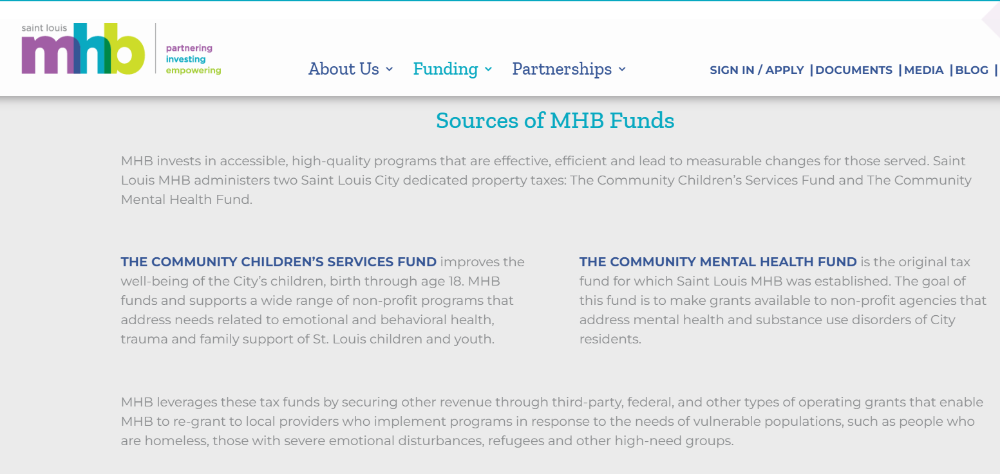 saint louis
mhb
partnering
investing
empowering
About Us
Funding
Partnerships
SIGN IN / APPLY | DOCUMENTS | MEDIA | BLOG |
Sources of MHB Funds
MHB invests in accessible, high-quality programs that are effective, efficient and lead to measurable changes for those served. Saint
Louis MHB administers two Saint Louis City dedicated property taxes: The Community Children’s Services Fund and The Community
Mental Health Fund.
THE COMMUNITY CHILDREN’S SERVICES FUND improves the
well-being of the City’s children, birth through age 18. MHB
funds and supports a wide range of non-profit programs that
address needs related to emotional and behavioral health,
trauma and family support of St. Louis children and youth.
THE COMMUNITY MENTAL HEALTH FUND is the original tax
fund for which Saint Louis MHB was established. The goal of
this fund is to make grants available to non-profit agencies that
address mental health and substance use disorders of City
residents.
MHB leverages these tax funds by securing other revenue through third-party, federal, and other types of operating grants that enable
MHB to re-grant to local providers who implement programs in response to the needs of vulnerable populations, such as people who
are homeless, those with severe emotional disturbances, refugees and other high-need groups.